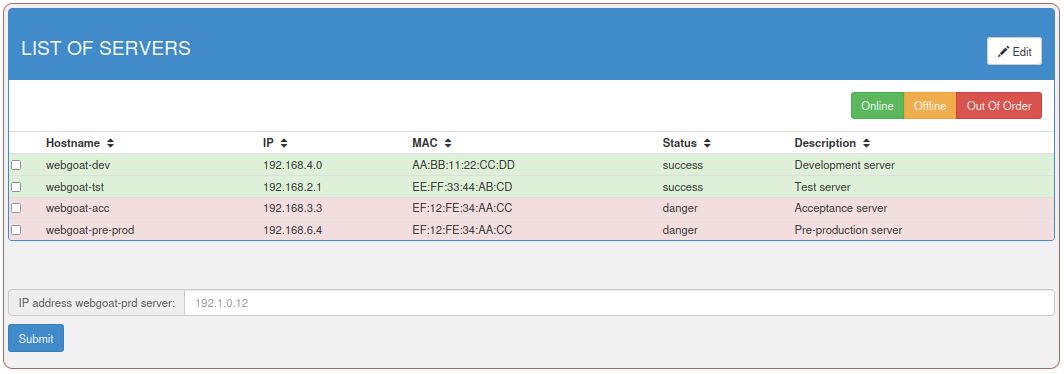 LIST OF SERVERS
Edit
Online Offline Out Of Order
Hostname IP MAC Status Description
webgoat-dev 192.168.4.0 AA:BB:11:22:CC:DD success Development server
webgoat-tst 192.168.2.1 EE:FF:33:44:AB:CD success Test server
webgoat-acc 192.168.3.3 EF:12:FE:34:AA:CC danger Acceptance server
webgoat-pre-prod 192.168.6.4 EF:12:FE:34:AA:CC danger Pre-production server
IP address webgoat-prd server: 192.1.0.12
Submit